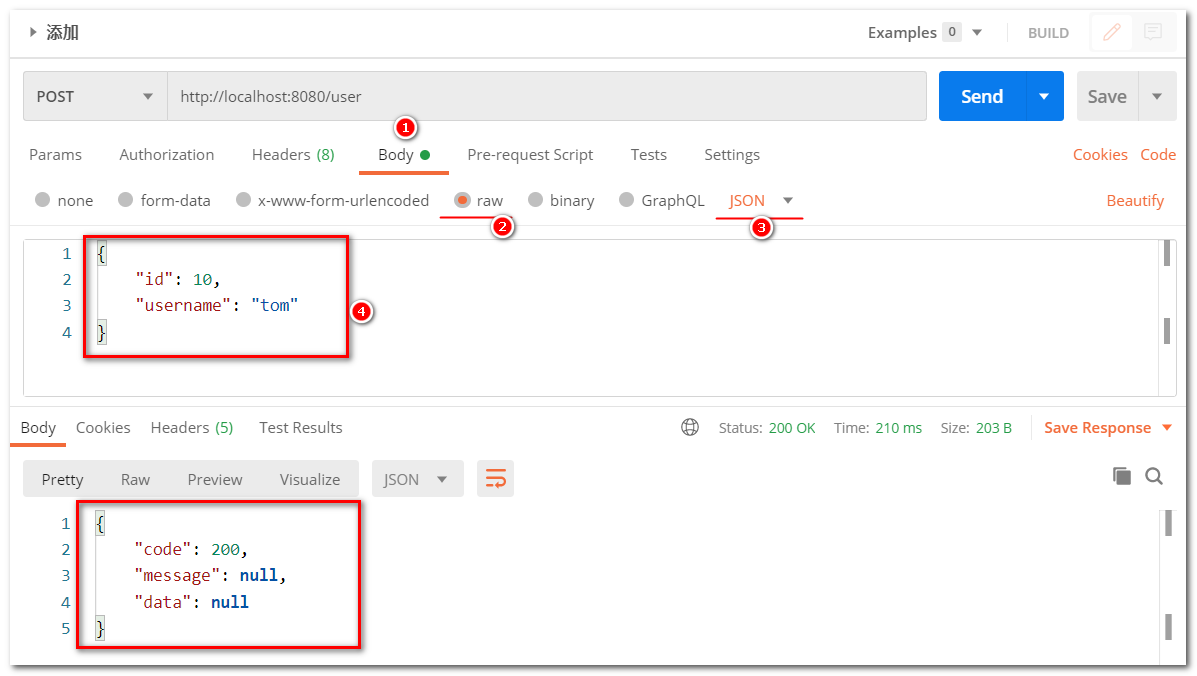 添加 Examples 0 BUILD
POST http://localhost:8080/user Send Save
1
Params Authorization Headers (8) Body Pre-request Script Tests Settings Cookies Code
none form-data x-www-form-urlencoded raw binary GraphQL JSON Beautify
2 3
1 {
2 "id": 10,
3 "username": "tom"
4 }
4
Body Cookies Headers (5) Test Results Status: 200 OK Time: 210 ms Size: 203 B Save Response
Pretty Raw Preview Visualize JSON
1 {
2 "code": 200,
3 "message": null,
4 "data": null
5 }